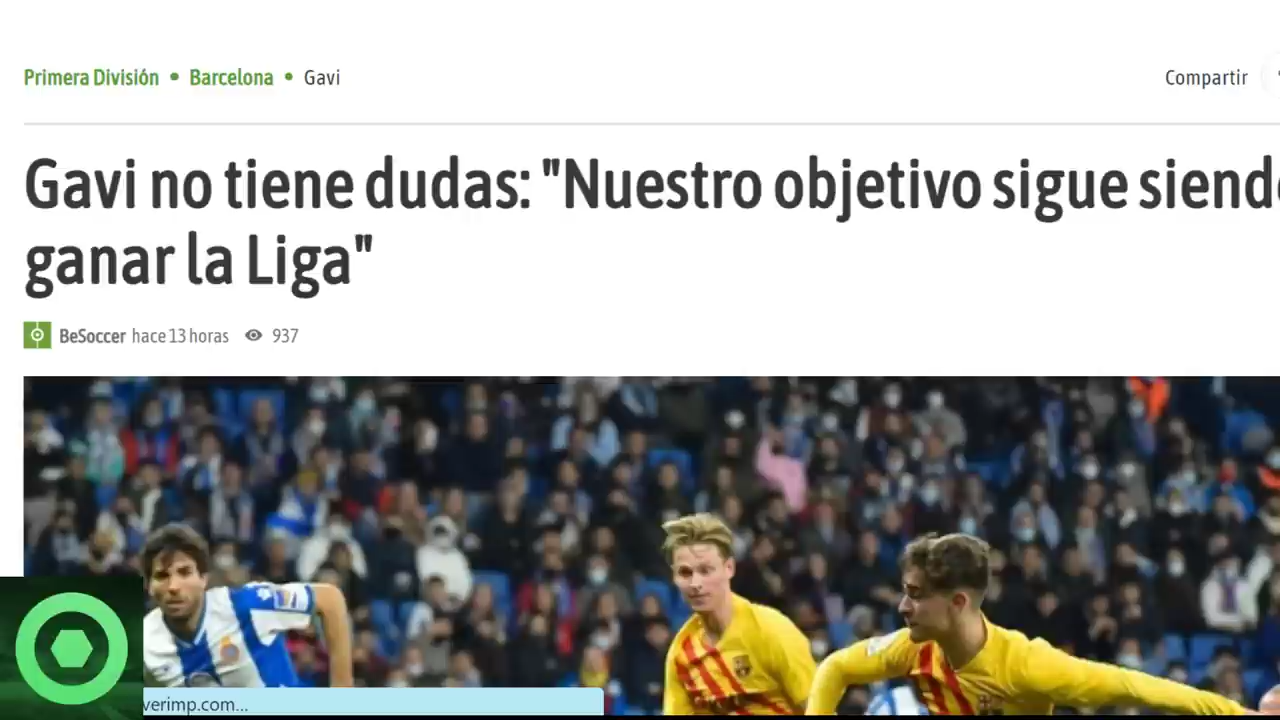 Primera División • Barcelona • Gavi
Compartir
Gavi no tiene dudas: "Nuestro objetivo sigue siend
ganar la Liga"
BeSoccer hace 13 horas 937
verimp.com...